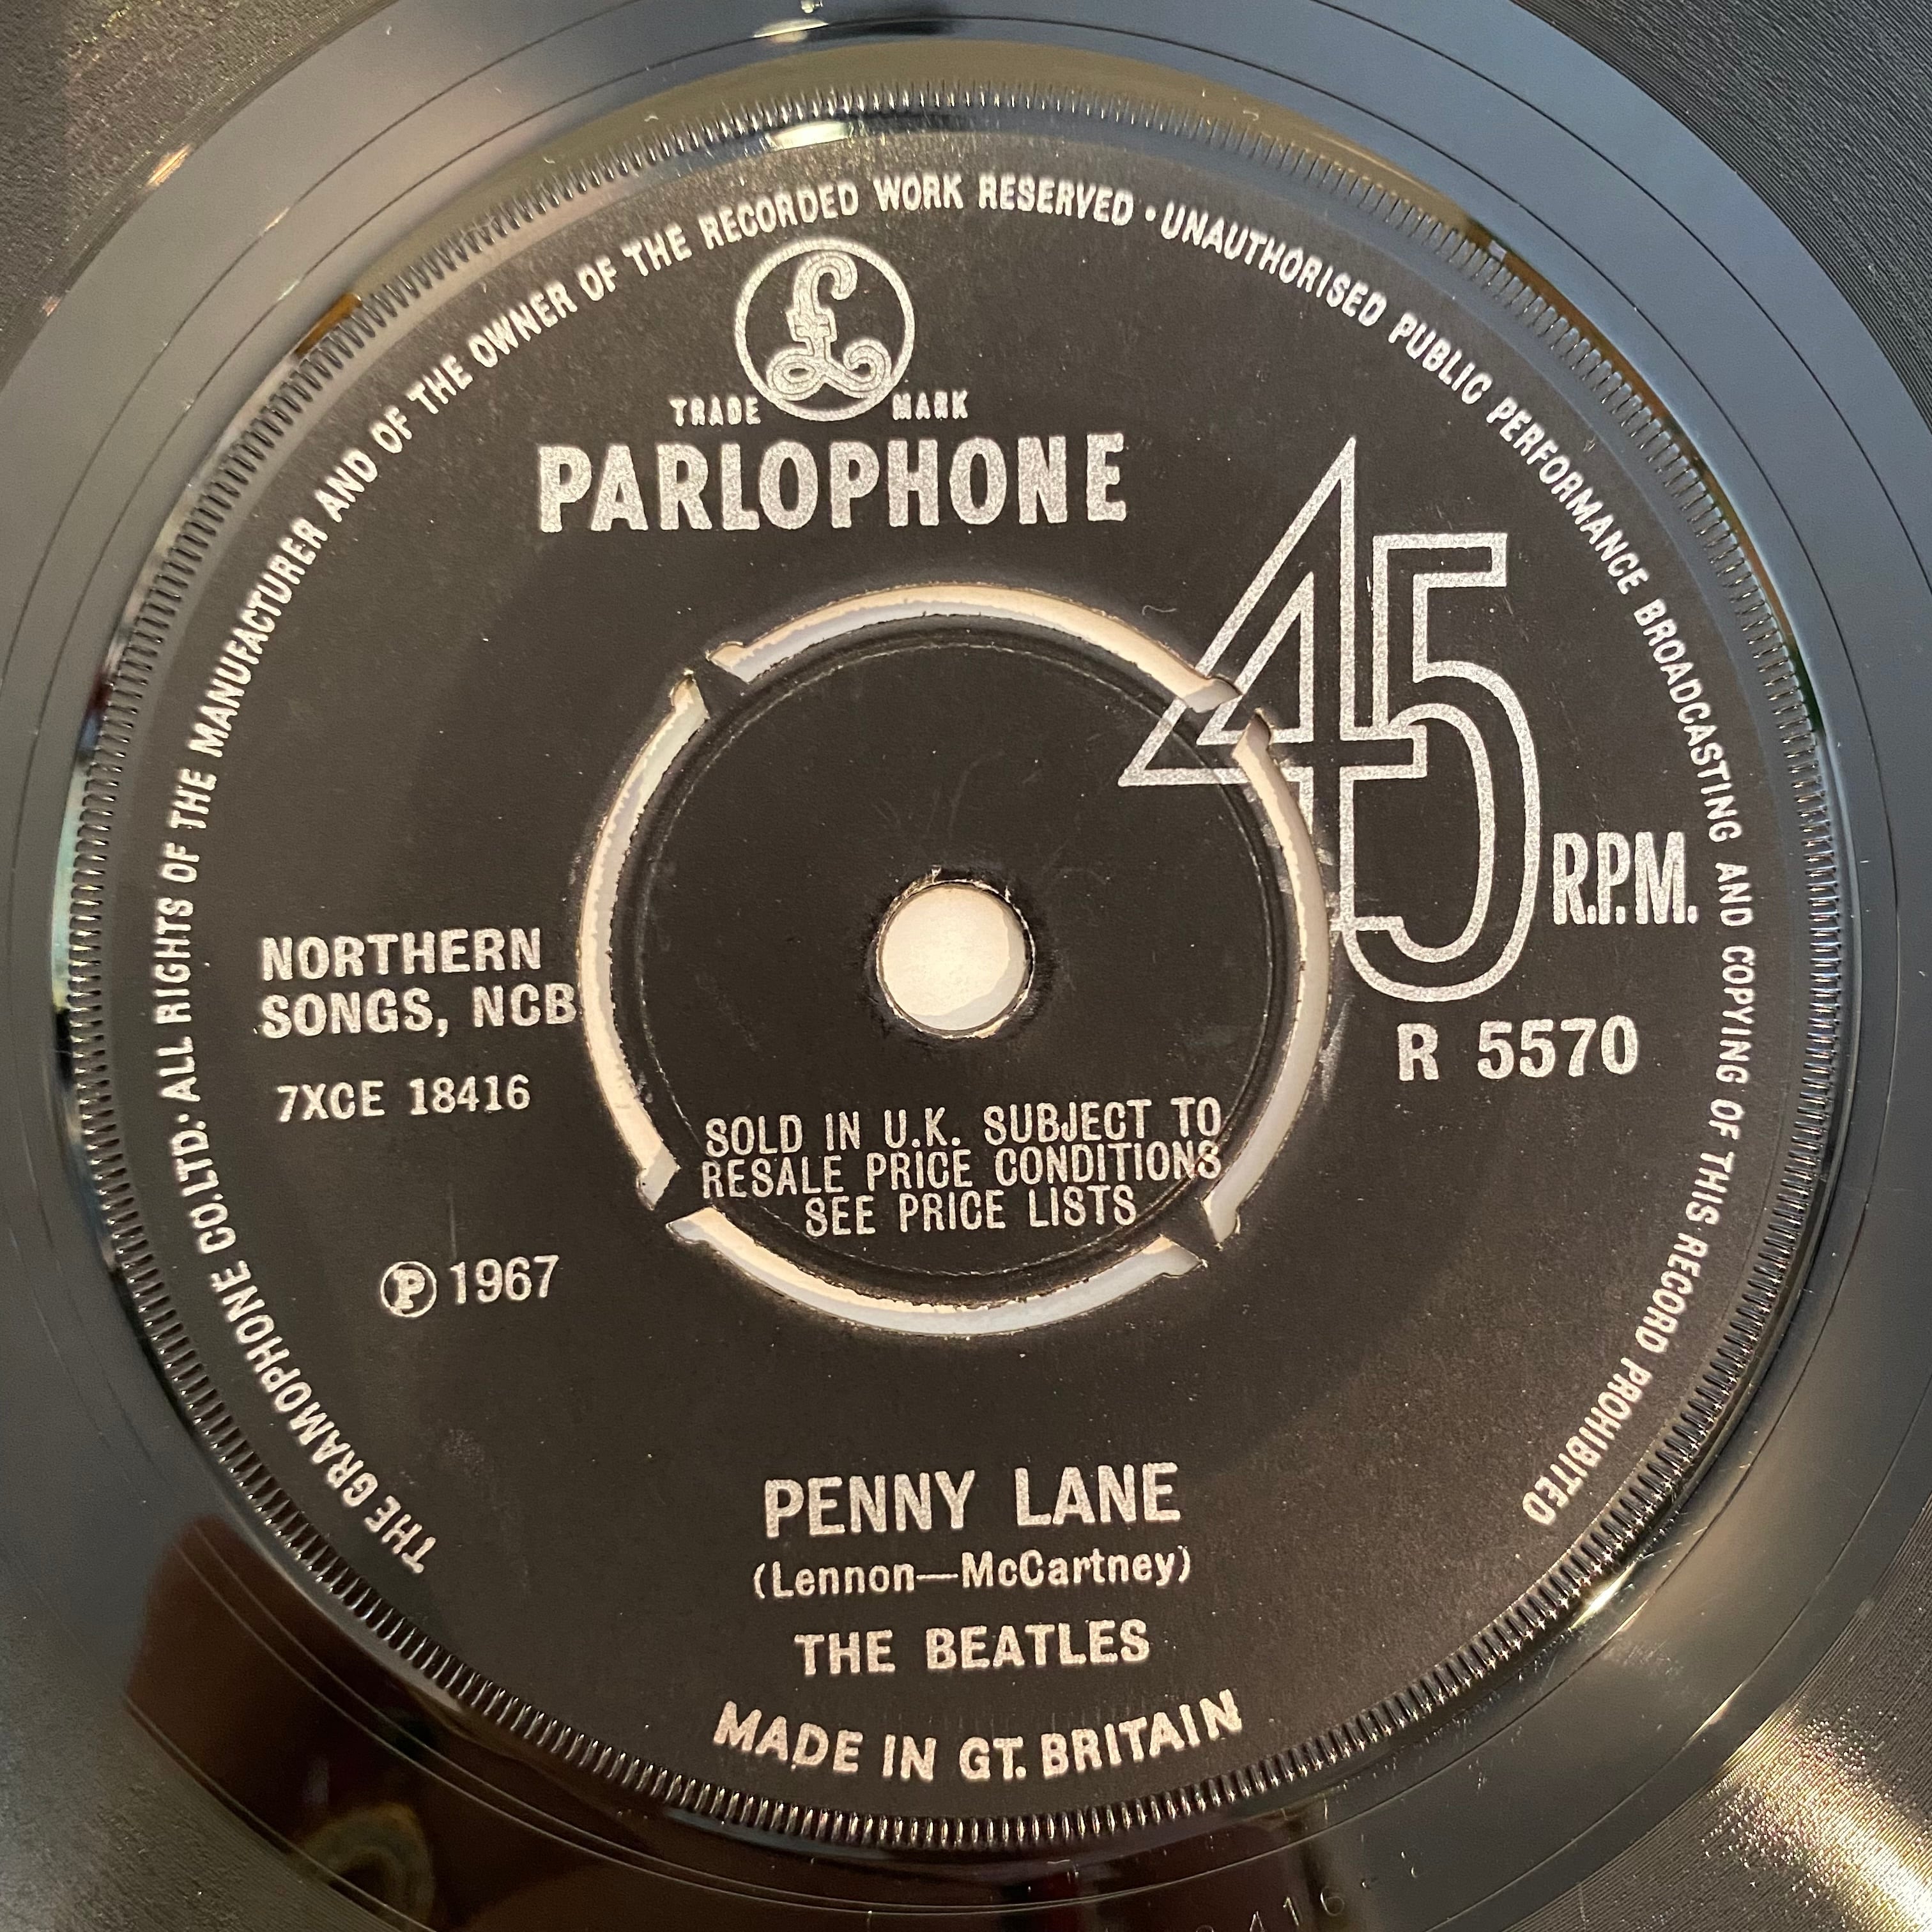 THE GRAMOPHONE CO.LTD.· ALL RIGHTS OF THE MANUFACTURER AND OF THE OWNER OF THE RECORDED WORK RESERVED · UNAUTHORISED PUBLIC PERFORMANCE BROADCASTING AND COPYING OF THIS RECORD PROHIBITED
£
TRADE MARK
PARLOPHONE
45 R.P.M.
NORTHERN
SONGS, NCB
R 5570
7XCE 18416
SOLD IN U.K. SUBJECT TO
RESALE PRICE CONDITIONS
SEE PRICE LISTS
℗ 1967
PENNY LANE
(Lennon—McCartney)
THE BEATLES
MADE IN GT. BRITAIN